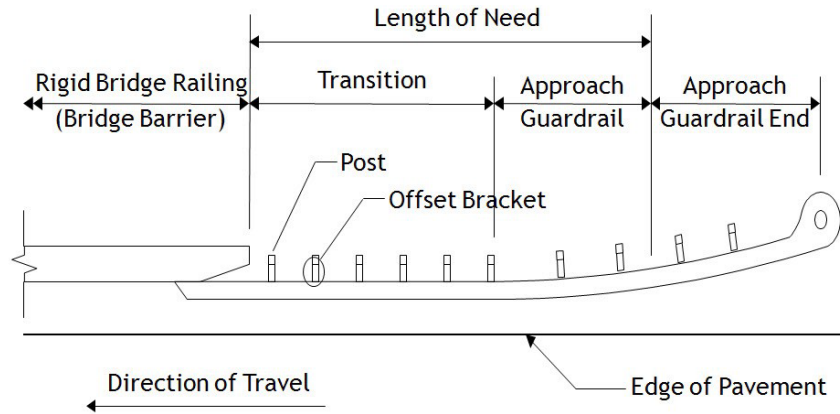 Length of Need
Rigid Bridge Railing
(Bridge Barrier)
Transition
Approach
Guardrail
Approach
Guardrail End
Post
Offset Bracket
Direction of Travel
Edge of Pavement